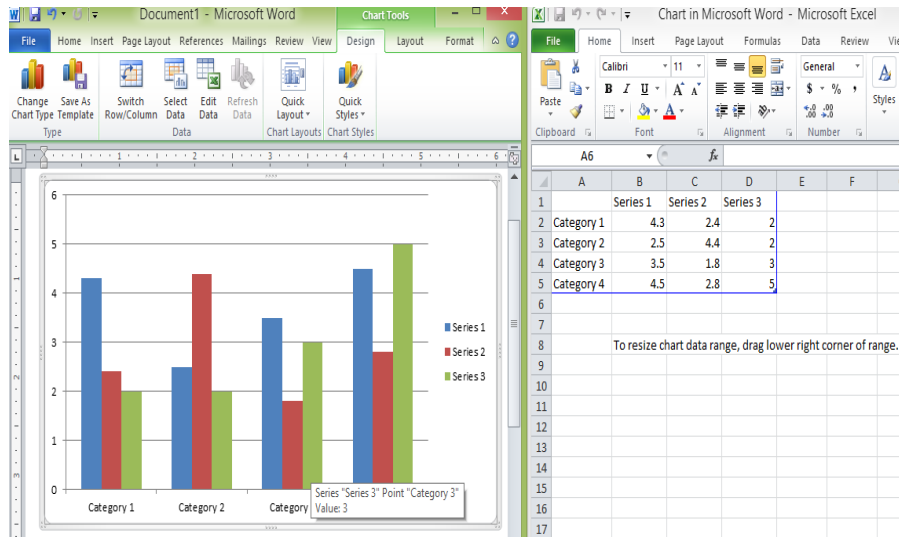 Document1 - Microsoft Word
Chart Tools
File Home Insert Page Layout References Mailings Review View Design Layout Format
Change Chart Type
Save As Template
Switch Row/Column
Select Data
Edit Data
Refresh Data
Quick Layout
Quick Styles
Type Data Chart Layouts Chart Styles
1 2 3 4 5 6
6
5
4
3
2
1
0
Series 1
Series 2
Series 3
Category 1 Category 2 Category
Series "Series 3" Point "Category 3"
Value: 3
Chart in Microsoft Word - Microsoft Excel
File Home Insert Page Layout Formulas Data Review
Paste
Calibri 11
General
B I U A A
$ % ,
.00 .0
Styles
Clipboard Font Alignment Number
A6 fx
A B C D E F
1 Series 1 Series 2 Series 3
2 Category 1 4.3 2.4 2
3 Category 2 2.5 4.4 2
4 Category 3 3.5 1.8 3
5 Category 4 4.5 2.8 5
6
7
8 To resize chart data range, drag lower right corner of range.
9
10
11
12
13
14
15
16
17